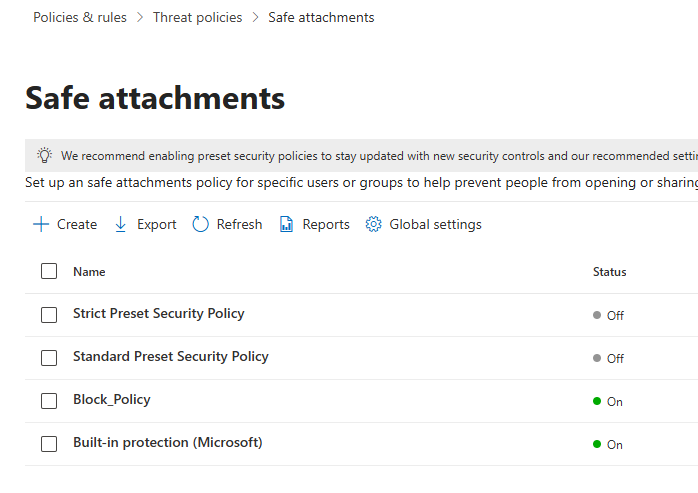 Policies & rules > Threat policies > Safe attachments
Safe attachments
We recommend enabling preset security policies to stay updated with new security controls and our recommended
Set up an safe attachments policy for specific users or groups to help prevent people from opening or sharing
Create Export Refresh Reports Global settings
Name Status
Strict Preset Security Policy Off
Standard Preset Security Policy Off
Block_Policy On
Built-in protection (Microsoft) On